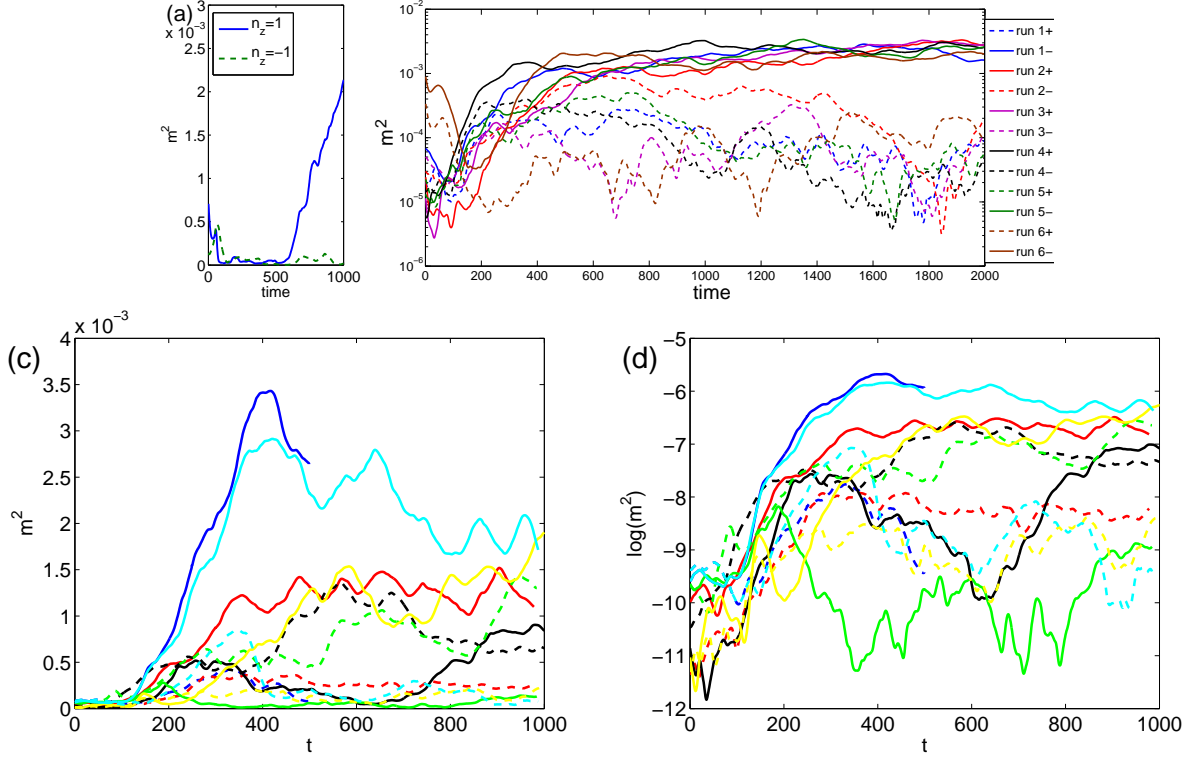 (a)
3
x 10⁻³
2.5
2
1.5
1
0.5
0
m²
n_z=1
n_z=−1
0 500 1000
time
10⁻²
10⁻³
10⁻⁴
10⁻⁵
10⁻⁶
m²
0 200 400 600 800 1000 1200 1400 1600 1800 2000
time
run 1+
run 1−
run 2+
run 2−
run 3+
run 3−
run 4+
run 4−
run 5+
run 5−
run 6+
run 6−
(c)
x 10⁻³
4
3.5
3
2.5
2
1.5
1
0.5
0
m²
0 200 400 600 800 1000
t
(d)
−5
−6
−7
−8
−9
−10
−11
−12
log(m²)
0 200 400 600 800 1000
t